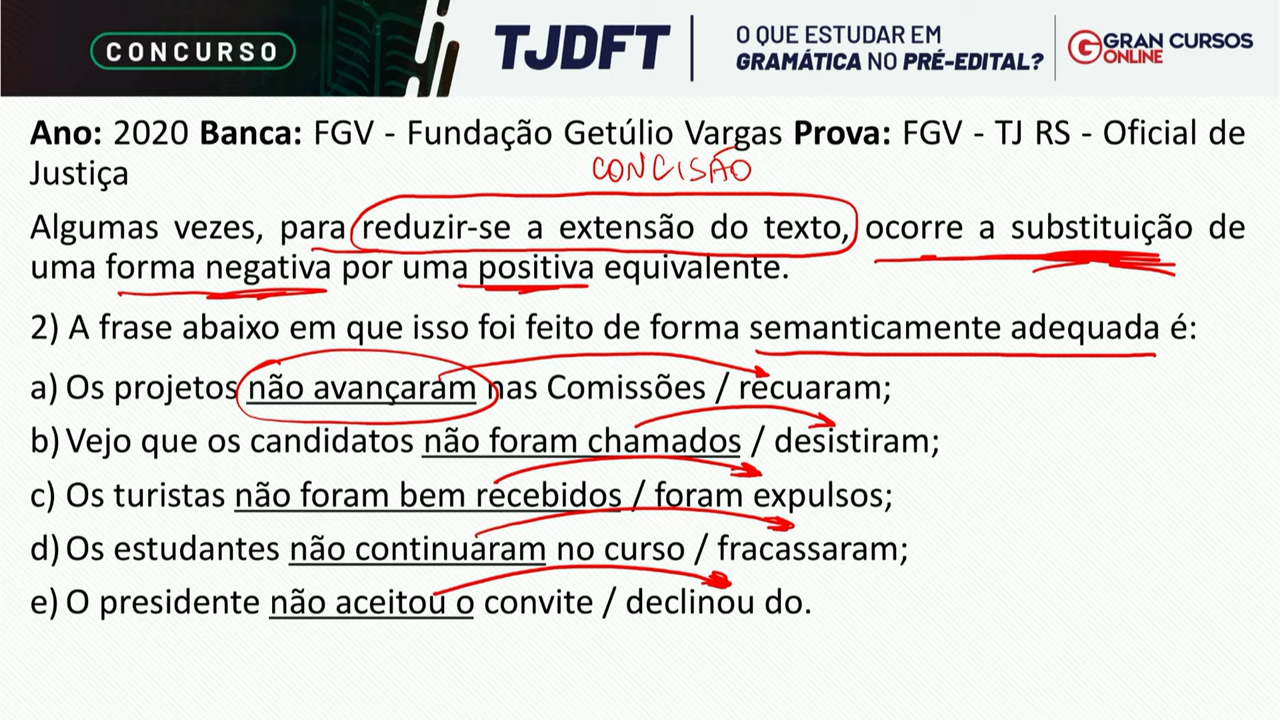 CONCURSO
TJDFT
O QUE ESTUDAR EM
GRAMÁTICA NO PRÉ-EDITAL?
GRAN CURSOS
ONLINE
Ano: 2020 Banca: FGV - Fundação Getúlio Vargas Prova: FGV - TJ RS - Oficial de
Justiça
CONCISÃO
Algumas vezes, para reduzir-se a extensão do texto, ocorre a substituição de
uma forma negativa por uma positiva equivalente.
2) A frase abaixo em que isso foi feito de forma semanticamente adequada é:
a) Os projetos não avançaram nas Comissões / recuaram;
b) Vejo que os candidatos não foram chamados / desistiram;
c) Os turistas não foram bem recebidos / foram expulsos;
d) Os estudantes não continuaram no curso / fracassaram;
e) O presidente não aceitou o convite / declinou do.